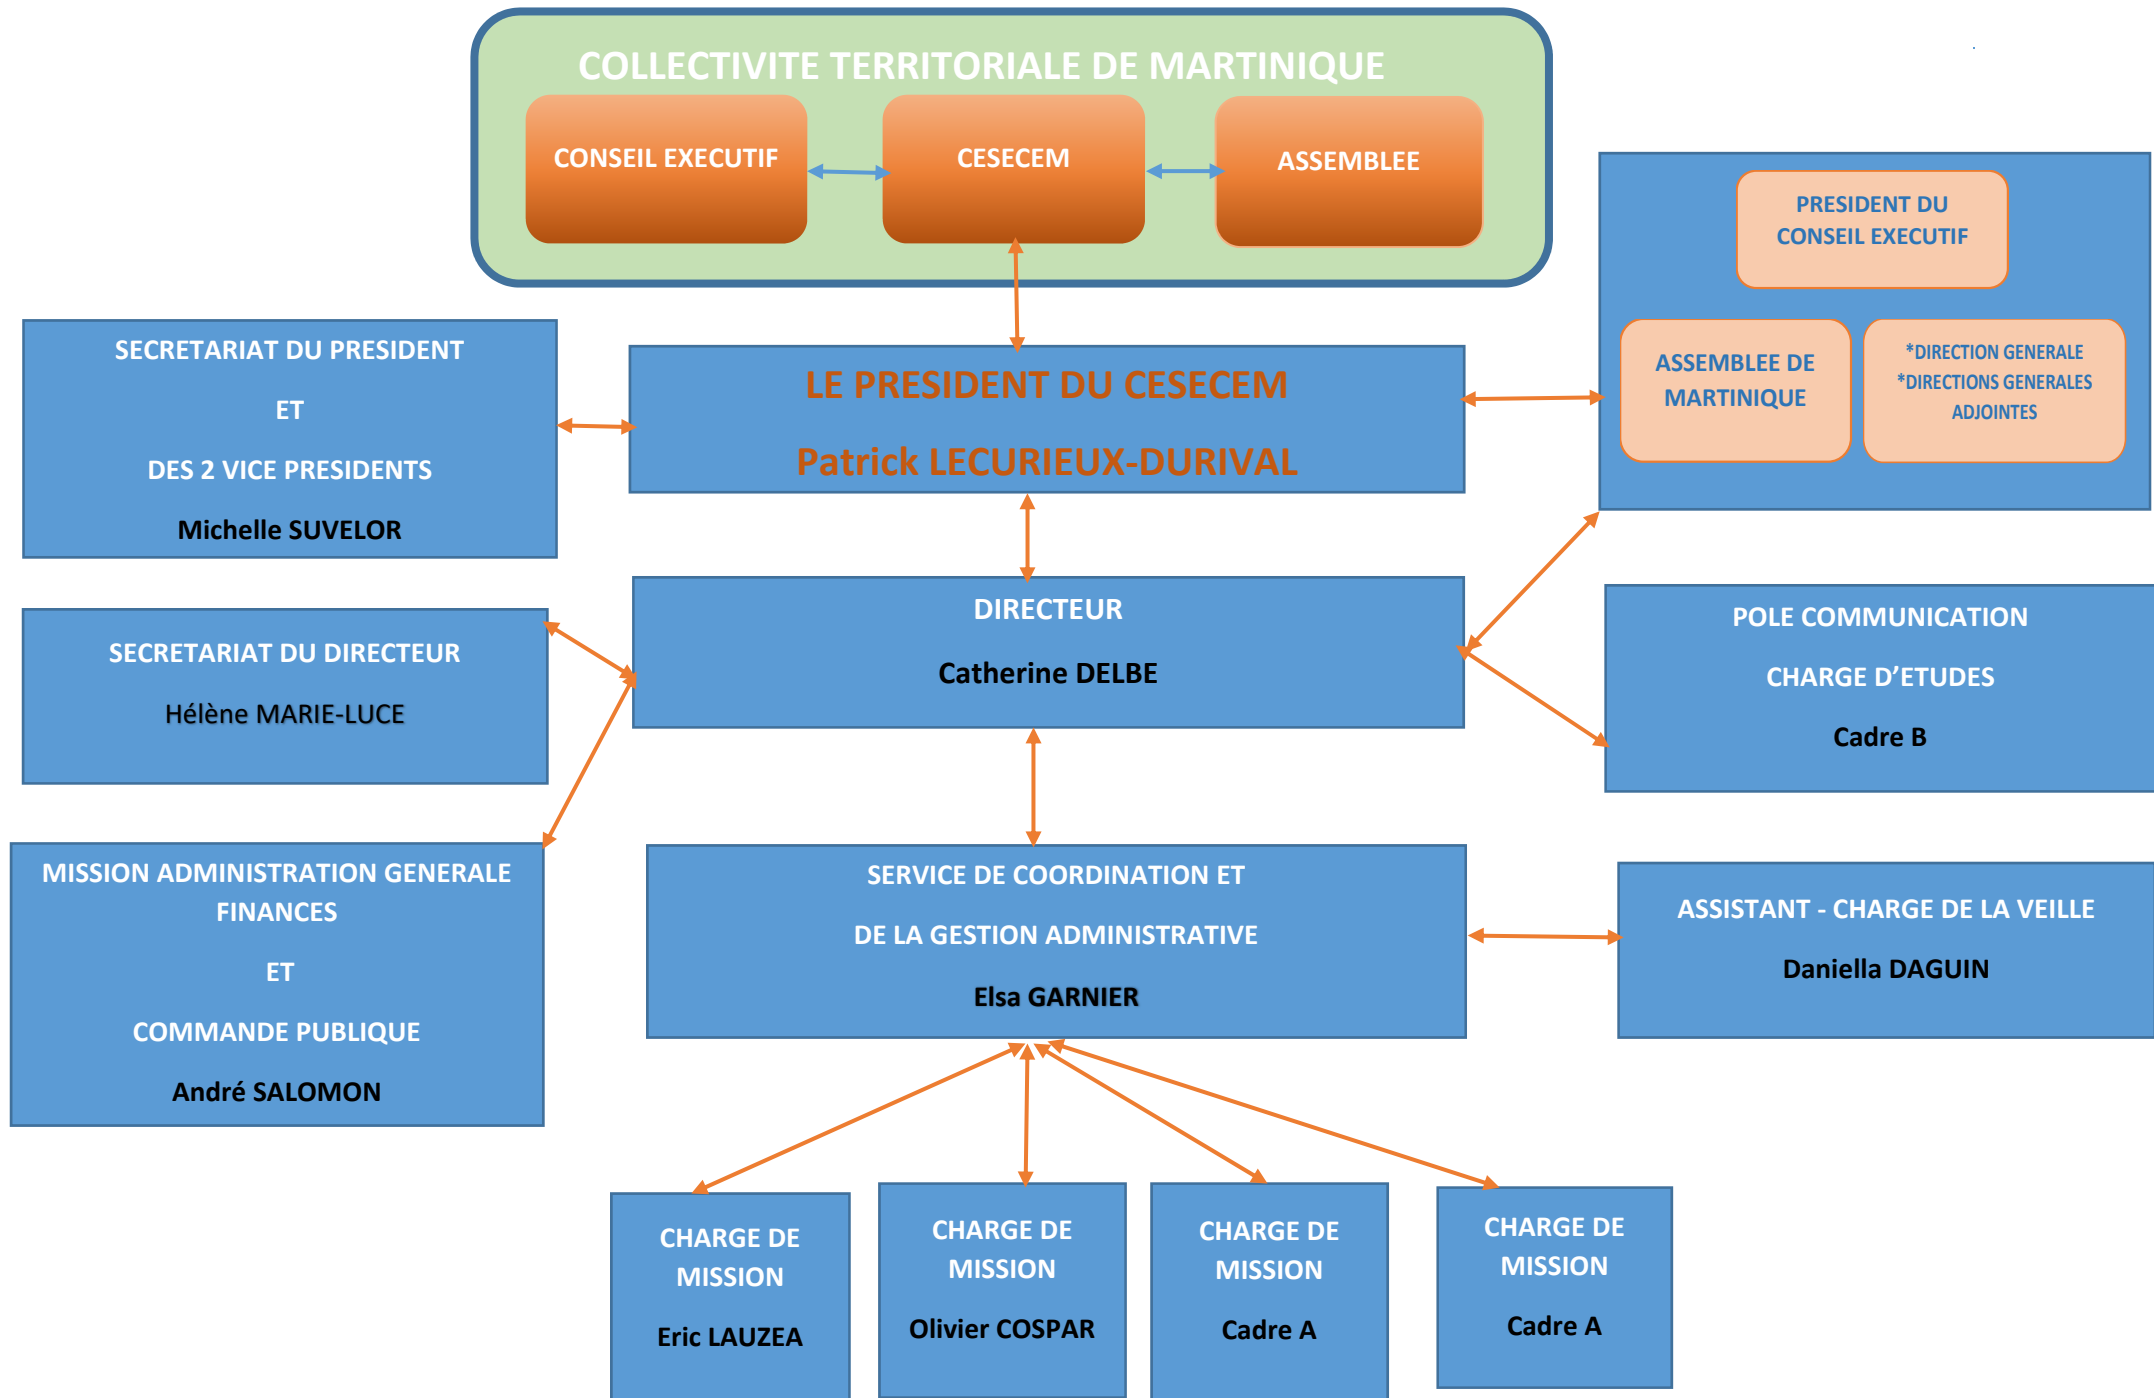 COLLECTIVITE TERRITORIALE DE MARTINIQUE
CONSEIL EXECUTIF
CESECEM
ASSEMBLEE
PRESIDENT DU
CONSEIL EXECUTIF
ASSEMBLEE DE
MARTINIQUE
*DIRECTION GENERALE
*DIRECTIONS GENERALES
ADJOINTES
SECRETARIAT DU PRESIDENT
ET
DES 2 VICE PRESIDENTS
Michelle SUVELOR
LE PRESIDENT DU CESECEM
Patrick LECURIEUX-DURIVAL
DIRECTEUR
Catherine DELBE
SECRETARIAT DU DIRECTEUR
Hélène MARIE-LUCE
POLE COMMUNICATION
CHARGE D’ETUDES
Cadre B
MISSION ADMINISTRATION GENERALE
FINANCES
ET
COMMANDE PUBLIQUE
André SALOMON
SERVICE DE COORDINATION ET
DE LA GESTION ADMINISTRATIVE
Elsa GARNIER
ASSISTANT - CHARGE DE LA VEILLE
Daniella DAGUIN
CHARGE DE
MISSION
Eric LAUZEA
CHARGE DE
MISSION
Olivier COSPAR
CHARGE DE
MISSION
Cadre A
CHARGE DE
MISSION
Cadre A